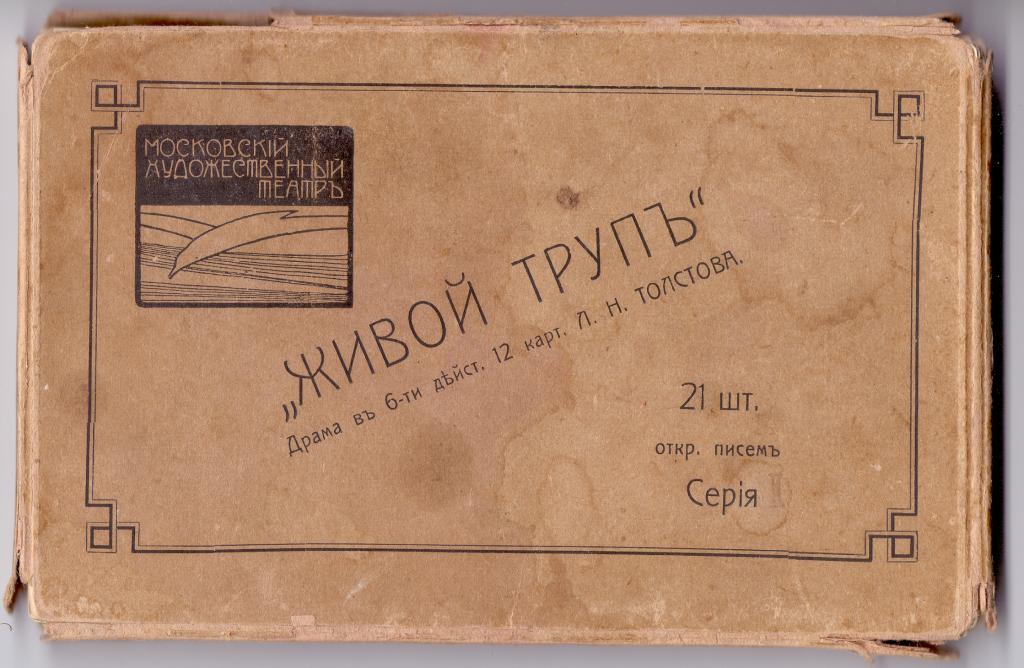 МОСКОВСКІЙ
ХУДОЖЕСТВЕННЫЙ
ТЕАТРЪ
„ЖИВОЙ ТРУПЪ“
Драма въ 6-ти дѣйст. 12 карт. Л. Н. ТОЛСТОВА.
21 шт.
откр. писемъ
Серія I